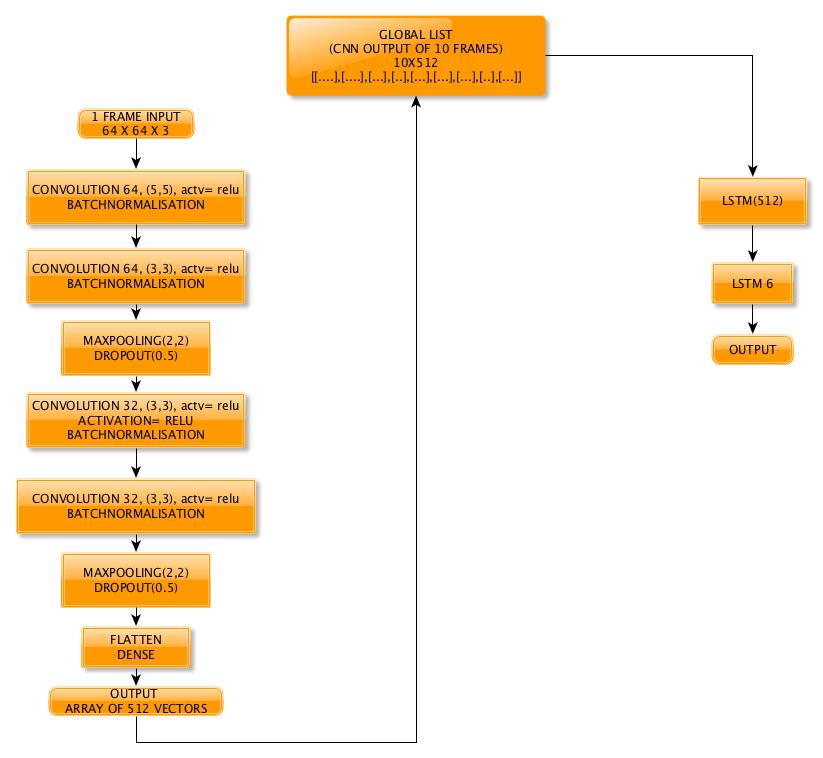 GLOBAL LIST
(CNN OUTPUT OF 10 FRAMES)
10X512
[[....],[....],[...],[..],[...],[...],[...],[..],[...]]
1 FRAME INPUT
64 X 64 X 3
CONVOLUTION 64, (5,5), actv= relu
BATCHNORMALISATION
CONVOLUTION 64, (3,3), actv= relu
BATCHNORMALISATION
MAXPOOLING(2,2)
DROPOUT(0.5)
CONVOLUTION 32, (3,3), actv= relu
ACTIVATION= RELU
BATCHNORMALISATION
CONVOLUTION 32, (3,3), actv= relu
BATCHNORMALISATION
MAXPOOLING(2,2)
DROPOUT(0.5)
FLATTEN
DENSE
OUTPUT
ARRAY OF 512 VECTORS
LSTM(512)
LSTM 6
OUTPUT